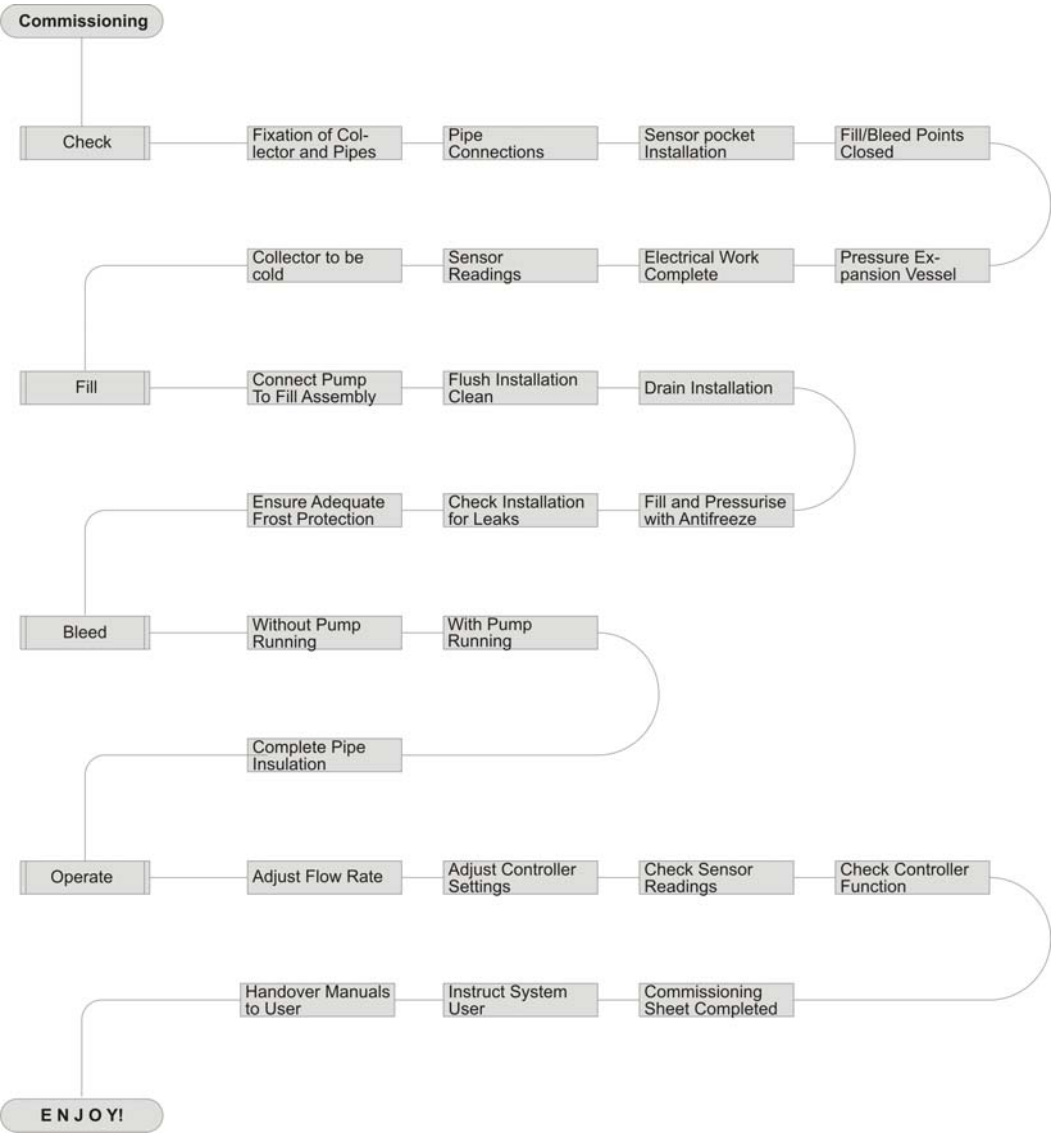 Commissioning
Check
Fixation of Col-
lector and Pipes
Pipe
Connections
Sensor pocket
Installation
Fill/Bleed Points
Closed
Pressure Ex-
pansion Vessel
Electrical Work
Complete
Sensor
Readings
Collector to be
cold
Fill
Connect Pump
To Fill Assembly
Flush Installation
Clean
Drain Installation
Fill and Pressurise
with Antifreeze
Check Installation
for Leaks
Ensure Adequate
Frost Protection
Bleed
Without Pump
Running
With Pump
Running
Complete Pipe
Insulation
Operate
Adjust Flow Rate
Adjust Controller
Settings
Check Sensor
Readings
Check Controller
Function
Commissioning
Sheet Completed
Instruct System
User
Handover Manuals
to User
E N J O Y!